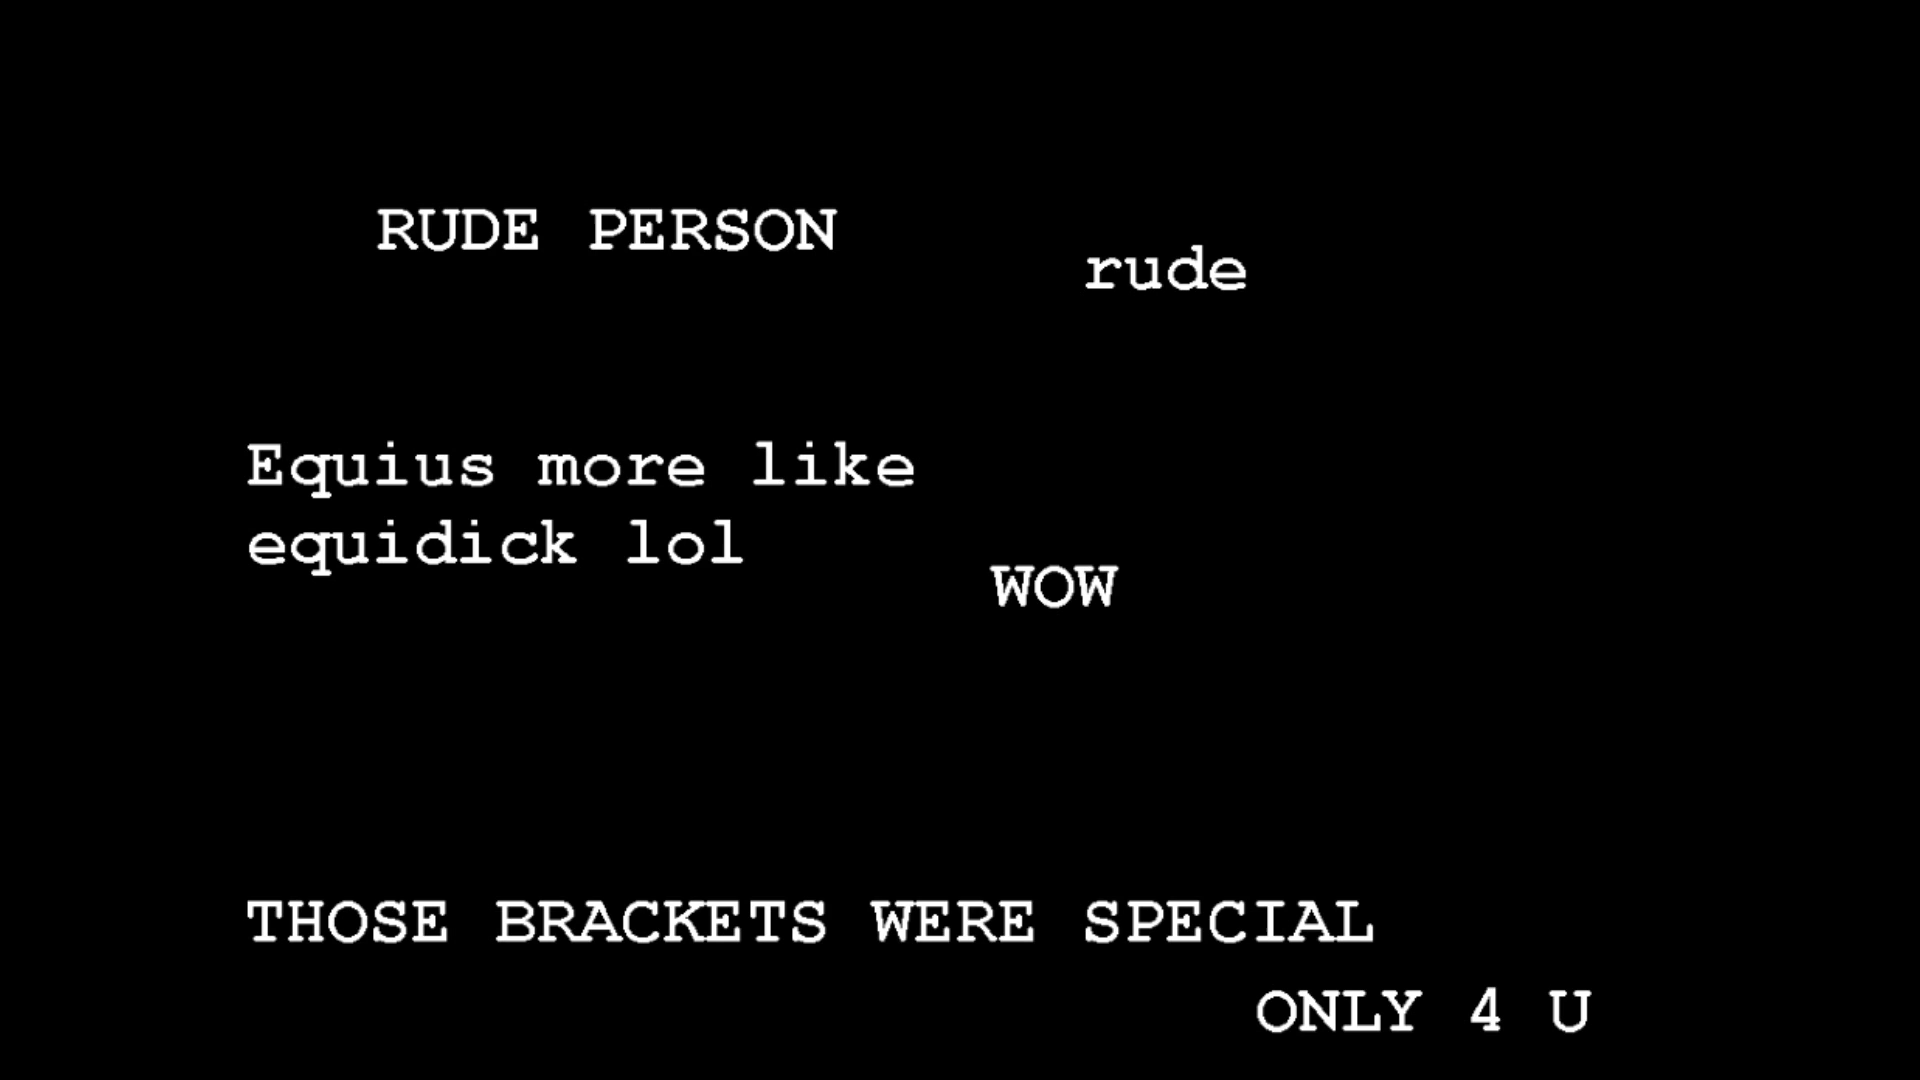 RUDE PERSON
rude
Equius more like
equidick lol
WOW
THOSE BRACKETS WERE SPECIAL
ONLY 4 U